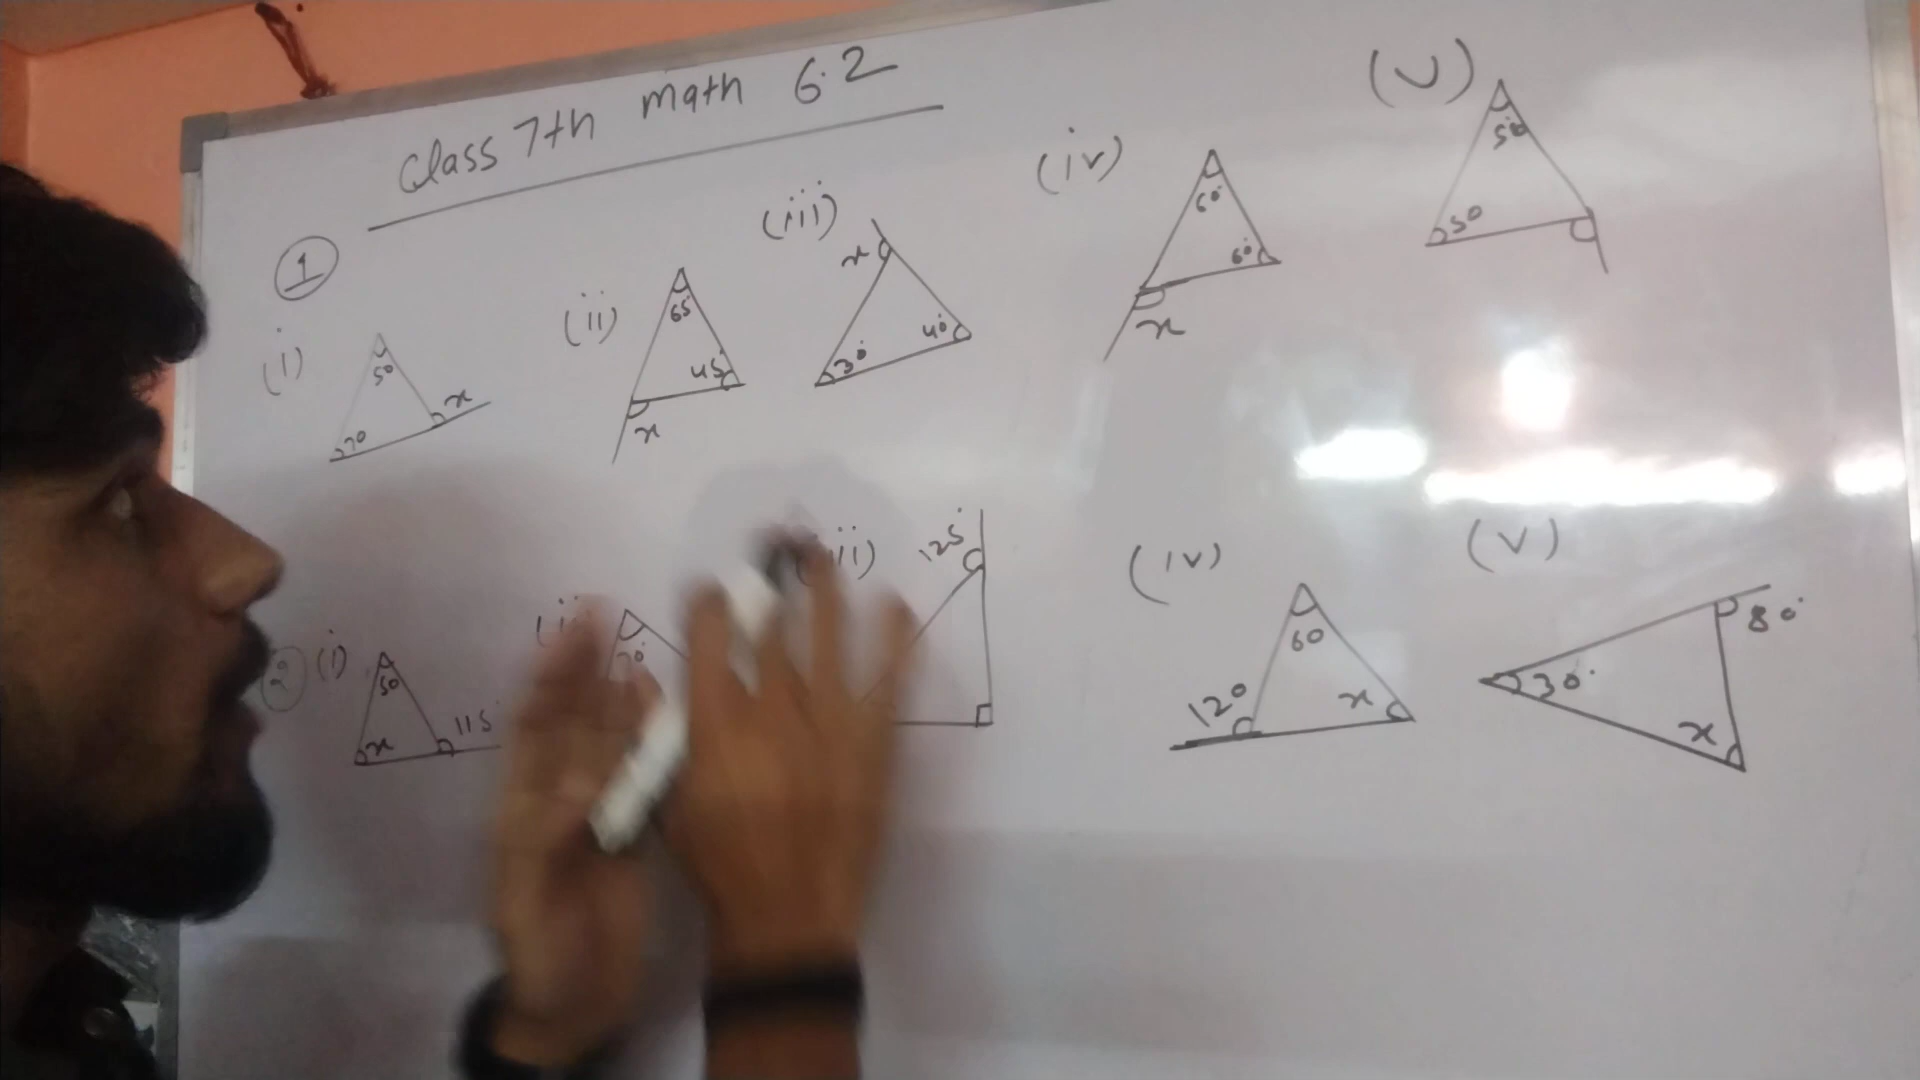 Class 7th math 6.2
1
(i) 50 70 x
(ii) 65° 45° x
(iii) x 30° 40°
(iv) 60° 60° x
(v) 50° 50
2 (i) 50 x 115°
70°
125°
(iv) 60 120 x
(v) 30° 80° x